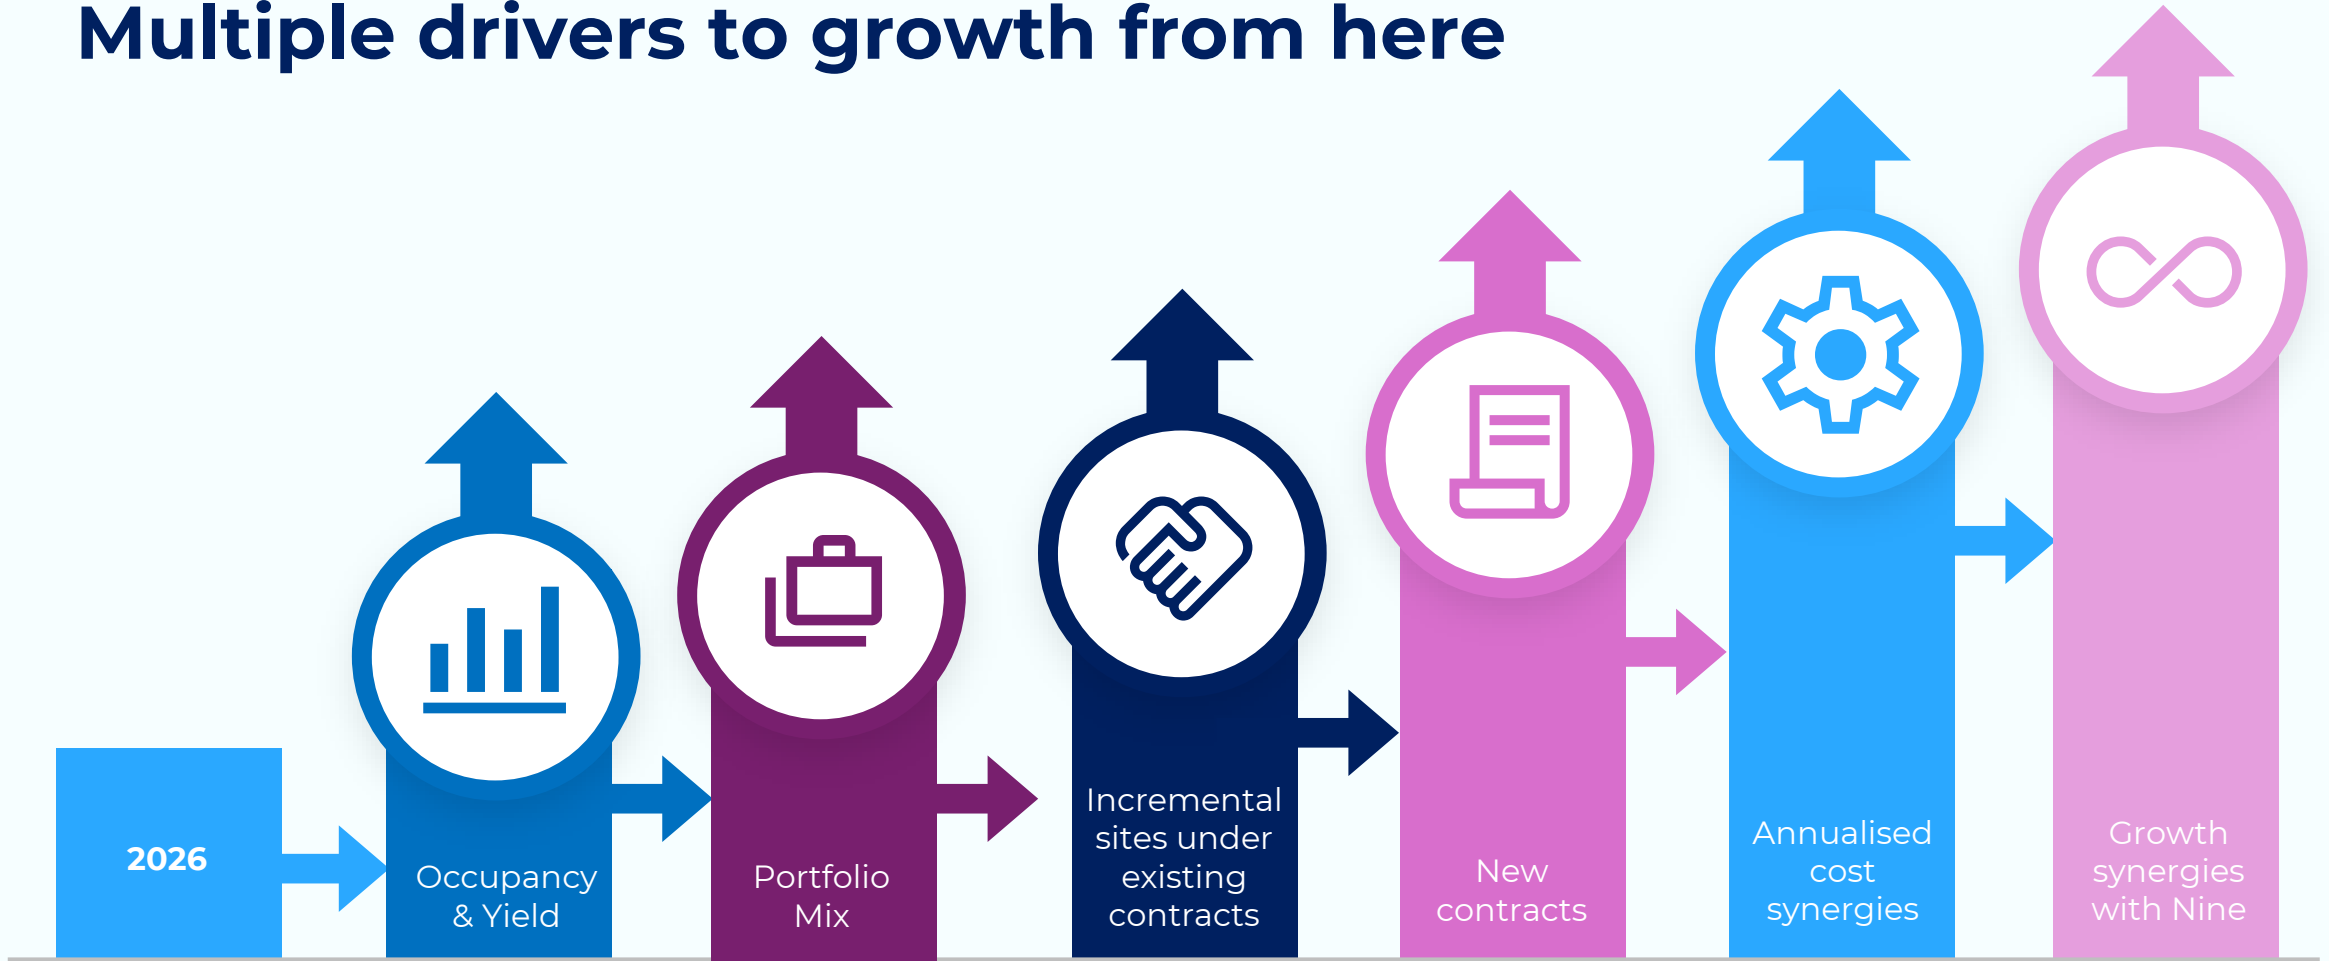 Multiple drivers to growth from here
2026
Occupancy
& Yield
Portfolio
Mix
Incremental
sites under
existing
contracts
New
contracts
Annualised
cost
synergies
Growth
synergies
with Nine